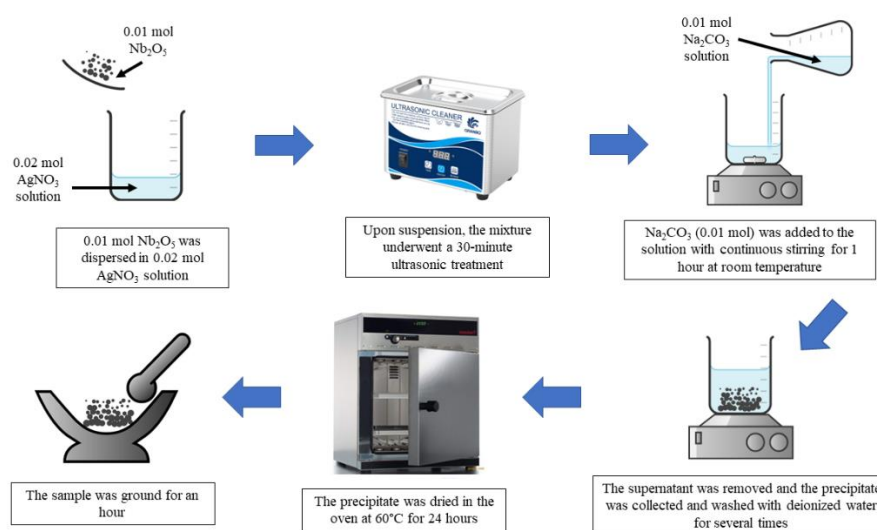 0.01 mol
Nb₂O₅
0.02 mol
AgNO₃
solution
0.01 mol Nb₂O₅ was
dispersed in 0.02 mol
AgNO₃ solution
ULTRASONIC CLEANER
Upon suspension, the mixture
underwent a 30-minute
ultrasonic treatment
0.01 mol
Na₂CO₃
solution
Na₂CO₃ (0.01 mol) was added to the
solution with continuous stirring for 1
hour at room temperature
The sample was ground for an
hour
The precipitate was dried in the
oven at 60°C for 24 hours
The supernatant was removed and the precipitate
was collected and washed with deionized water
for several times